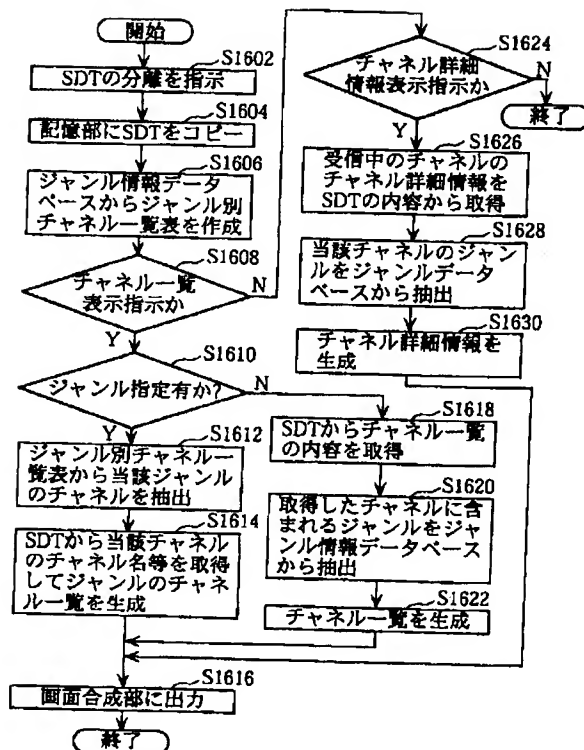 開始
S1602
SDTの分離を指示
S1604
記憶部にSDTをコピー
S1606
ジャンル情報データ
ベースからジャンル別
チャネル一覧表を作成
S1608
チャネル一覧
表示指示か
N
Y
S1610
ジャンル指定有か?
N
Y
S1612
ジャンル別チャネル一
覧表から当該ジャンル
のチャネルを抽出
S1614
SDTから当該チャネル
のチャネル名等を取得
してジャンルのチャネ
ル一覧を生成
S1618
SDTからチャネル一覧
の内容を取得
S1620
取得したチャネルに含
まれるジャンルをジャ
ンル情報データベース
から抽出
S1622
チャネル一覧を生成
S1616
画面合成部に出力
終了
S1624
チャネル詳細
情報表示指示か
N
終了
Y
S1626
受信中のチャネルの
チャネル詳細情報を
SDTの内容から取得
S1628
当該チャネルのジャン
ルをジャンルデータ
ベースから抽出
S1630
チャネル詳細情報を
生成